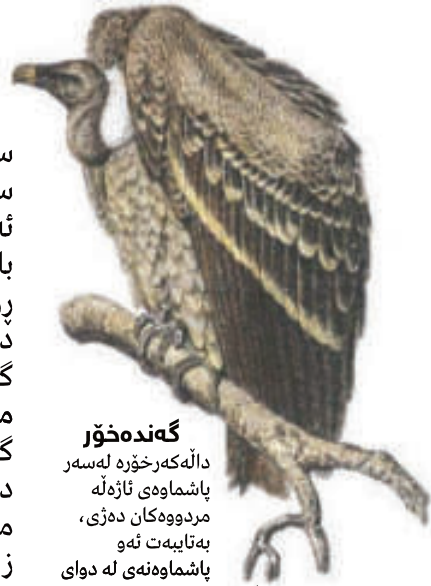 گەندەخۆر
داڵەکەرخۆرە لەسەر
پاشماوەی ئاژەڵە
مردووەکان دەژی،
بەتایبەت ئەو
پاشماوەنەی لە دوای